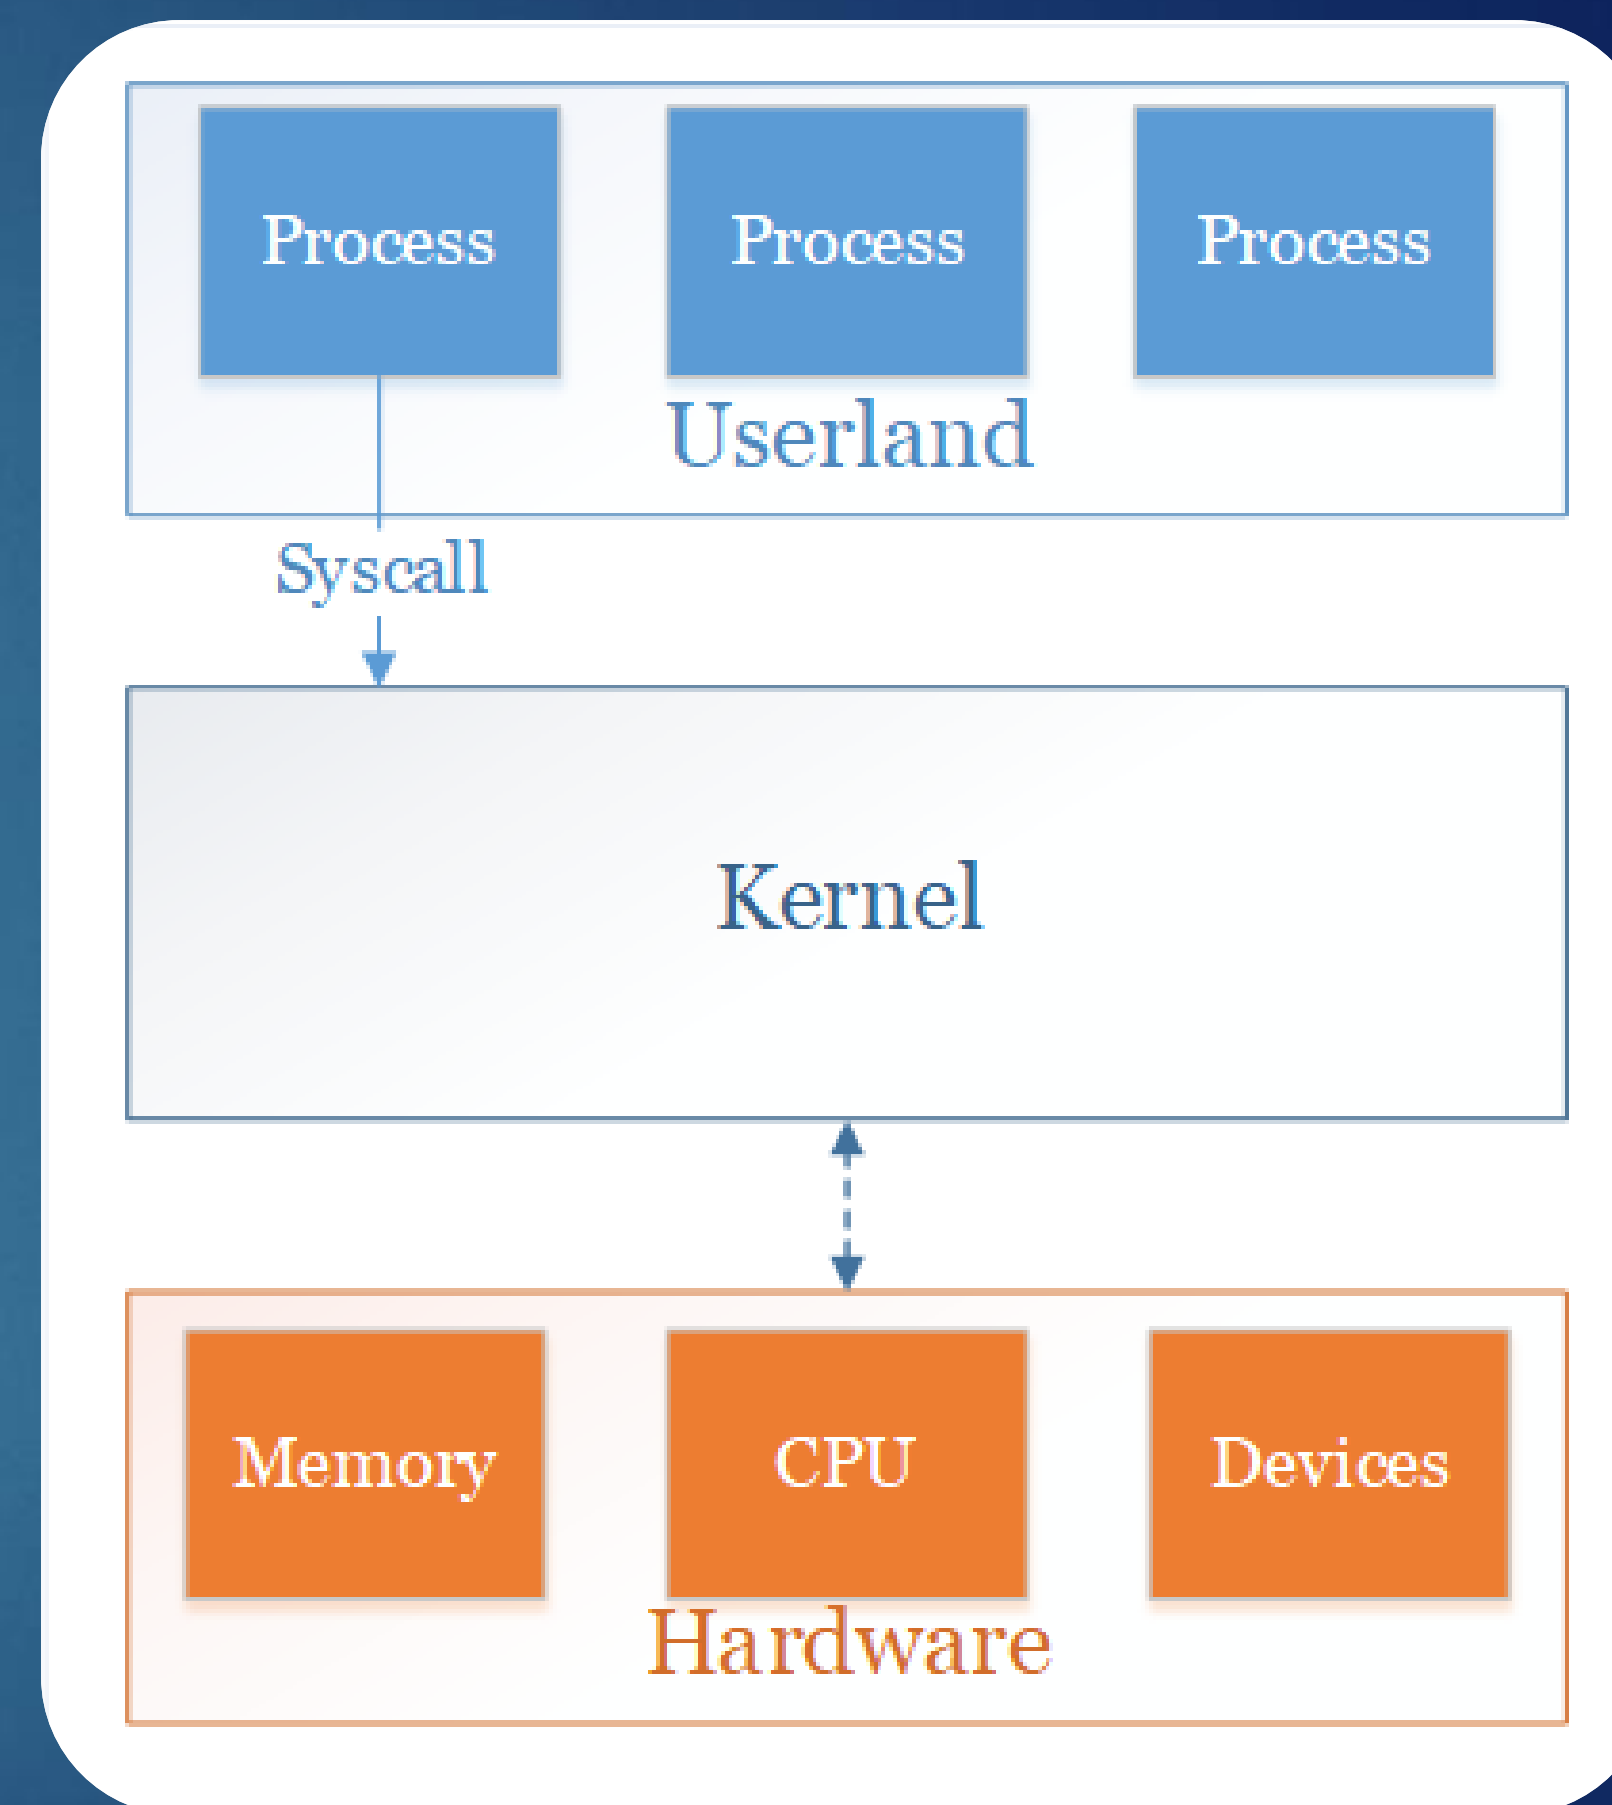 Process Process Process
Userland
Syscall
Kernel
Memory CPU Devices
Hardware